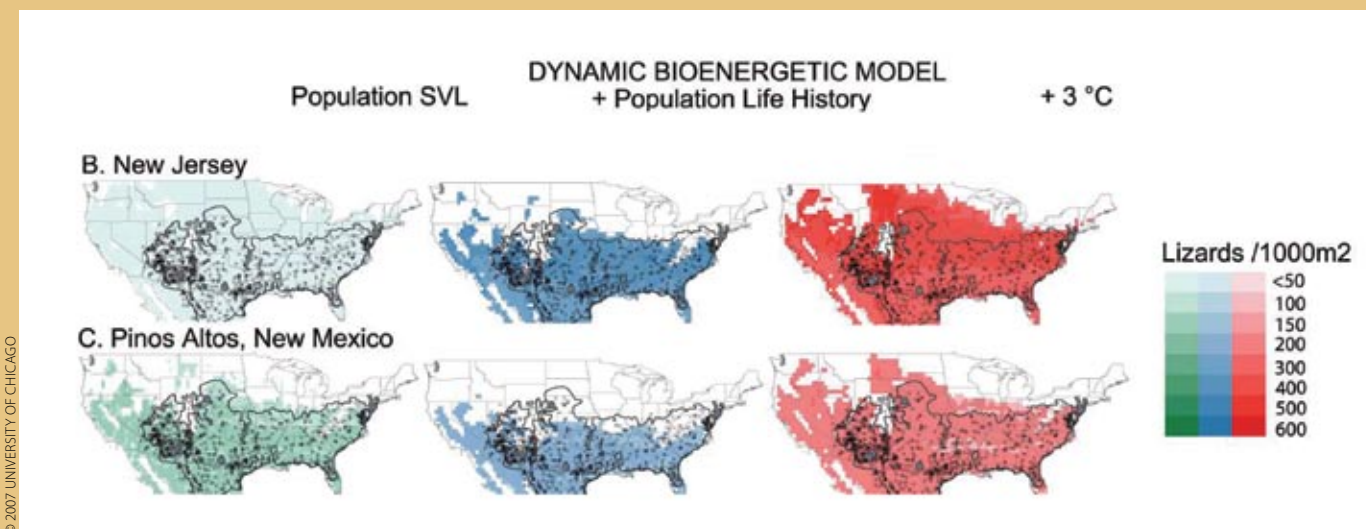 DYNAMIC BIOENERGETIC MODEL
Population SVL + Population Life History + 3 °C
B. New Jersey
C. Pinos Altos, New Mexico
Lizards /1000m2
<50
100
150
200
300
400
500
600
2007 UNIVERSITY OF CHICAGO